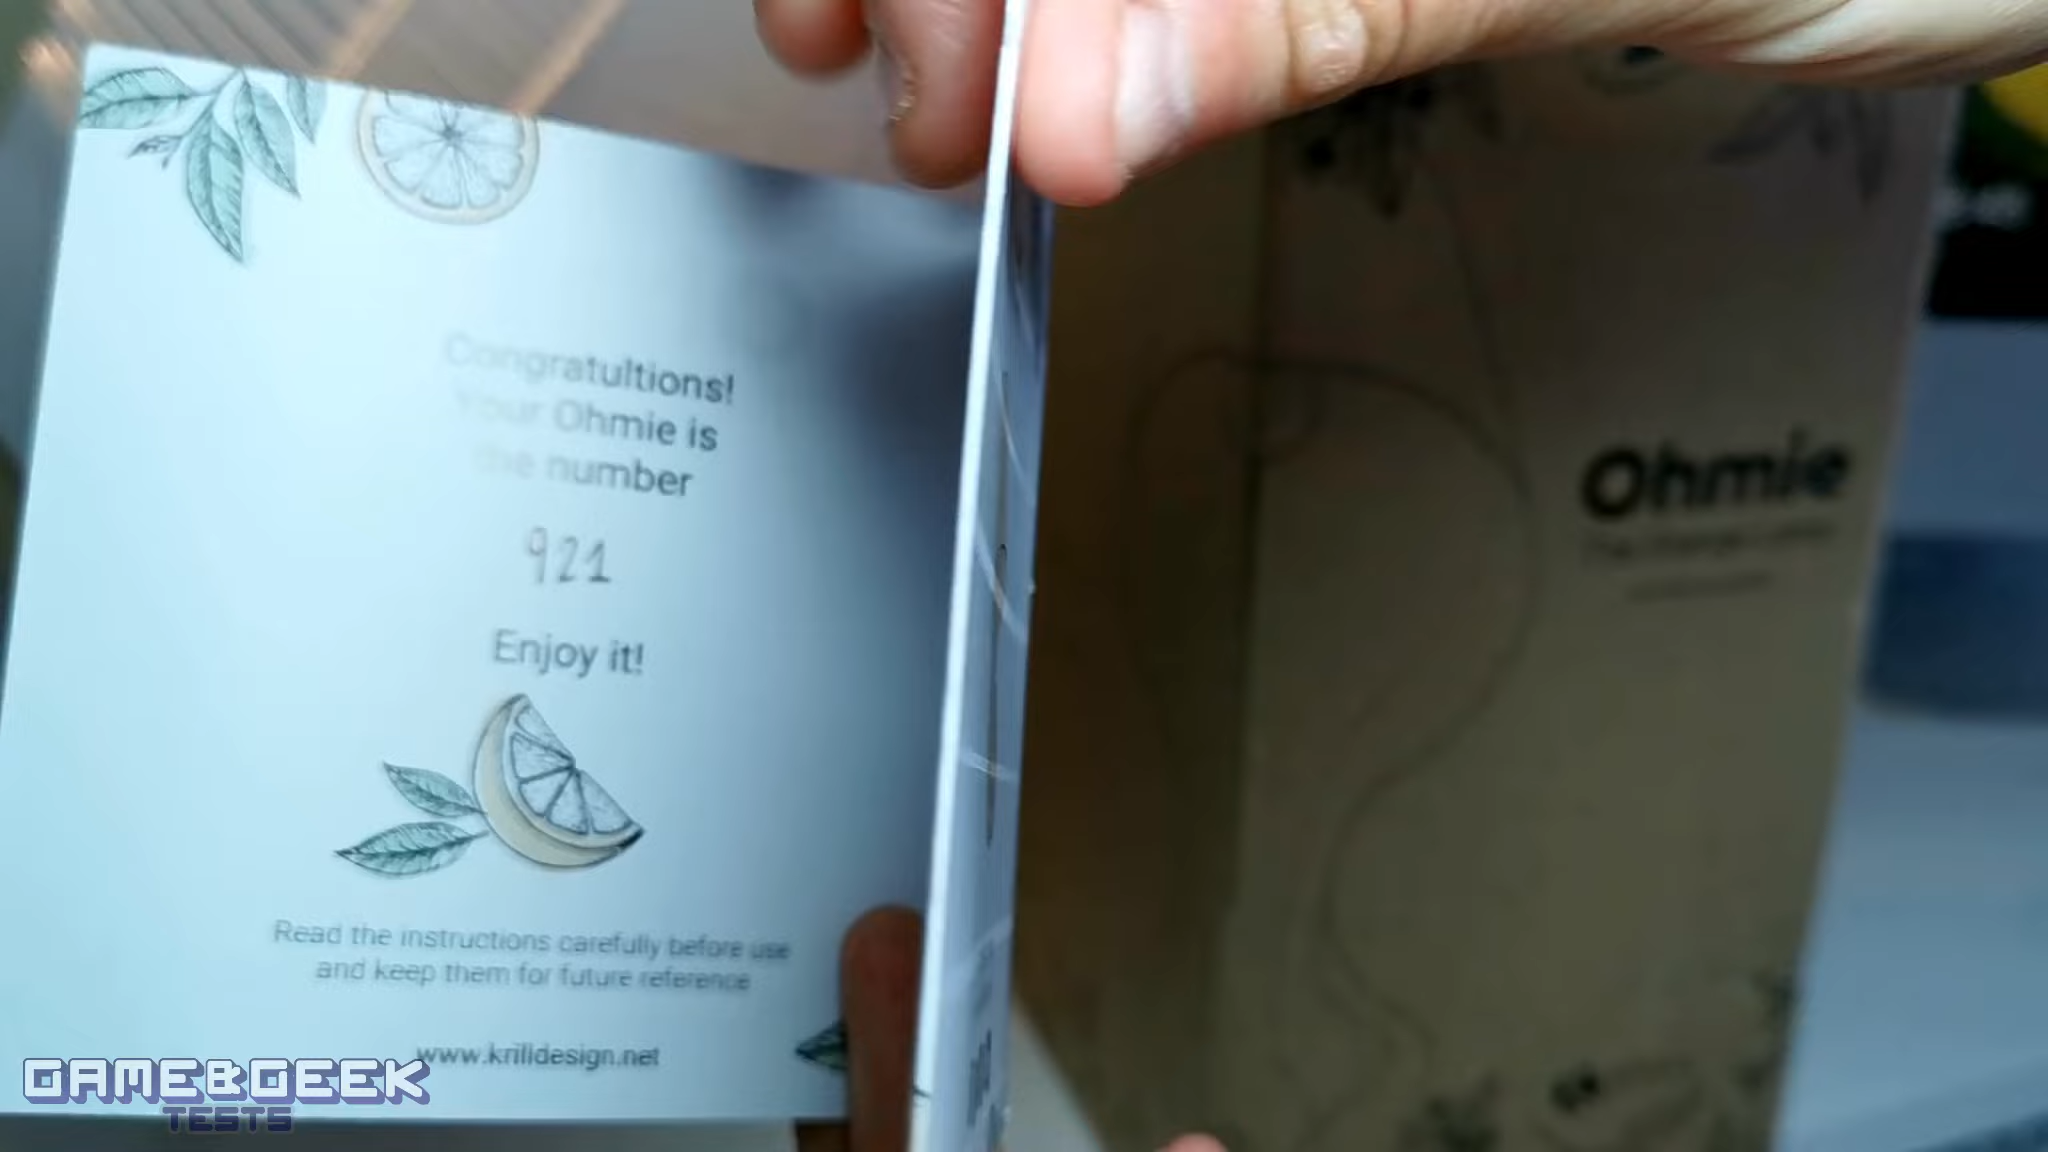 Congratultions!
Your Ohmie is
the number
921
Enjoy it!
Read the instructions carefully before use
and keep them for future reference
www.krilldesign.net
Ohmie
GAME&GEEK
TESTS